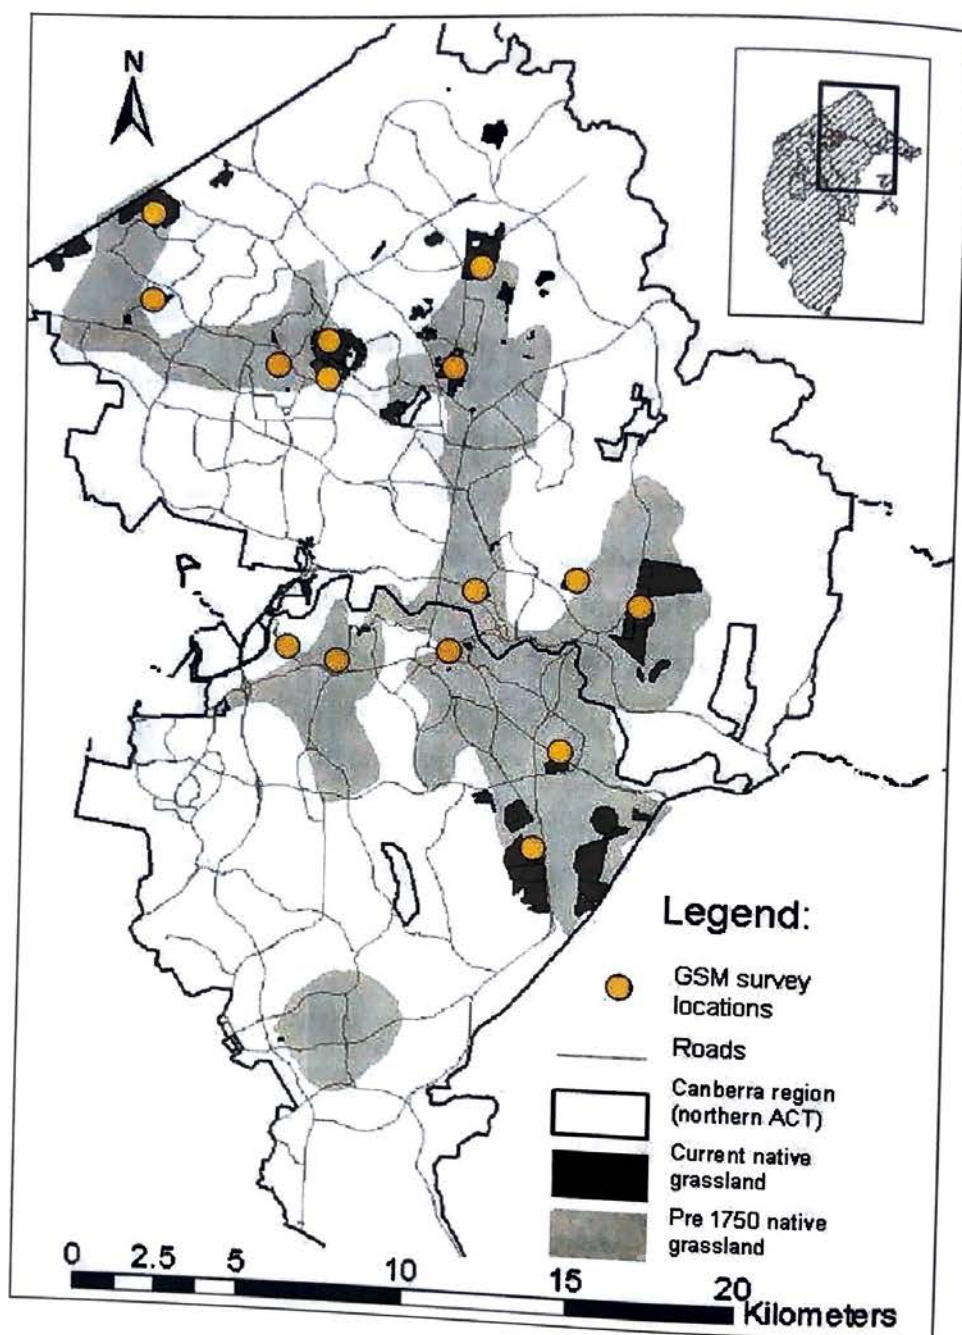 N
Legend:
GSM survey
locations
Roads
Canberra region
(northern ACT)
Current native
grassland
Pre 1750 native
grassland
0 2.5 5 10 15 20
Kilometers